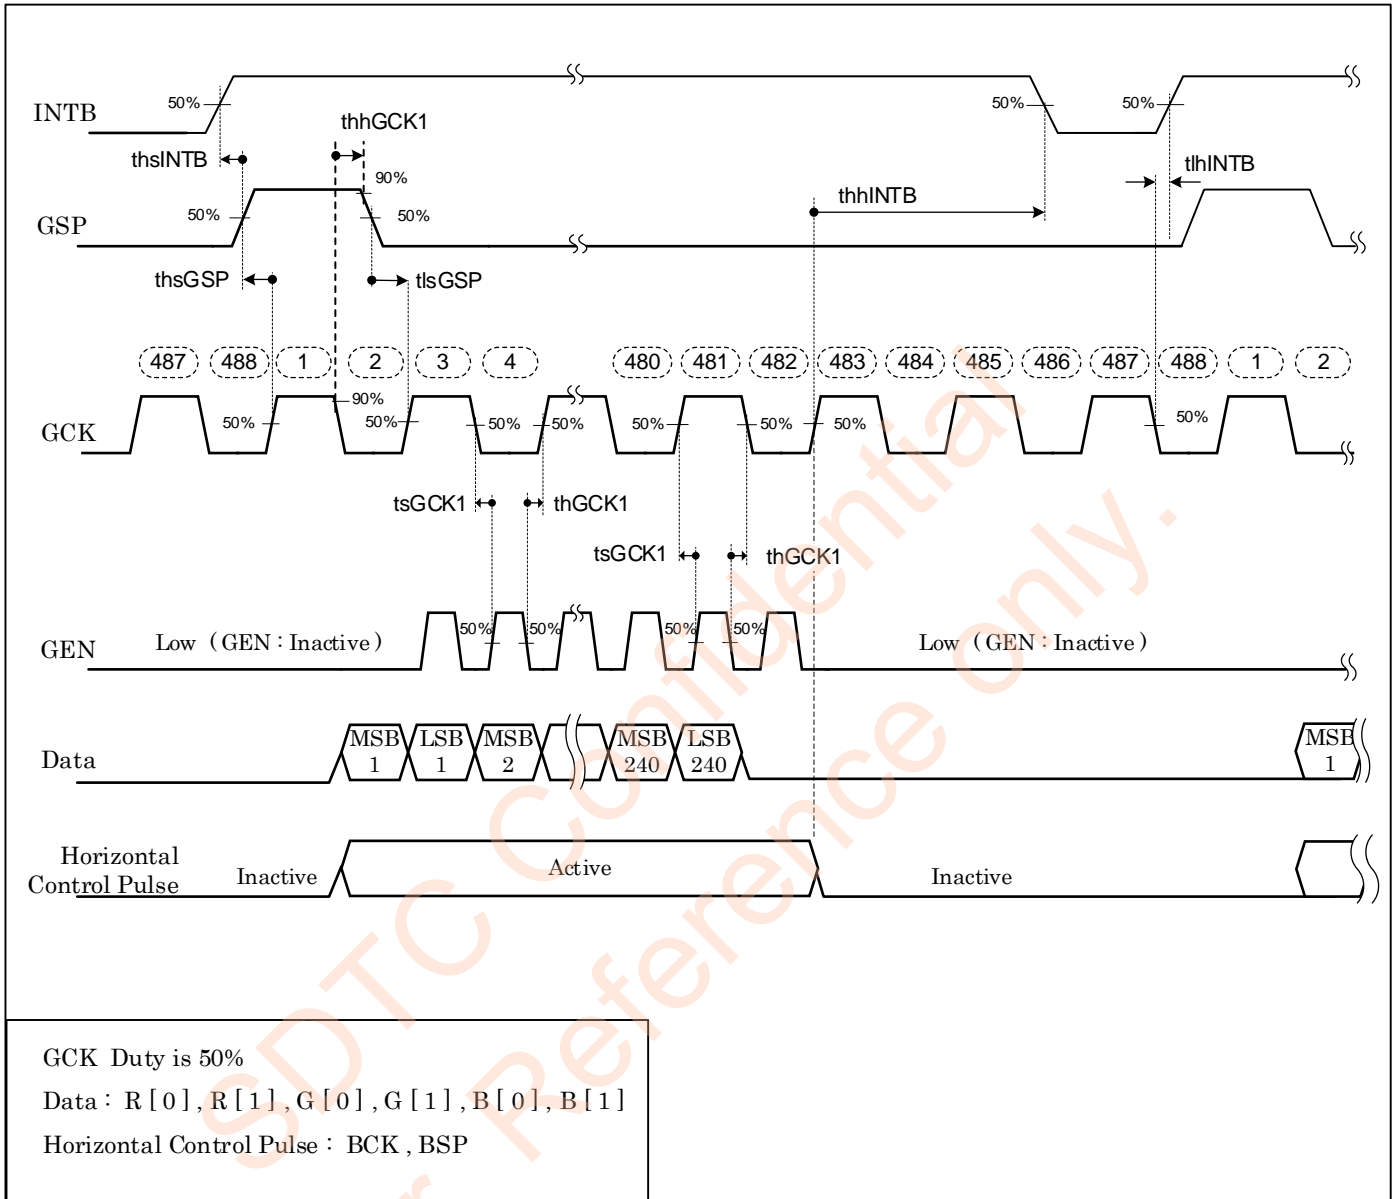 INTB
50%
50%
50%
thhGCK1
thsINTB
90%
tlhINTB
thhINTB
GSP
50%
50%
thsGSP
tlsGSP
487 488 1 2 3 4 480 481 482 483 484 485 486 487 488 1 2
90%
GCK
50%
50%
50%
50%
50%
50%
50%
50%
tsGCK1
thGCK1
tsGCK1
thGCK1
GEN
Low (GEN : Inactive)
50%
50%
50%
50%
Low (GEN : Inactive)
Data
MSB 1
LSB 1
MSB 2
MSB 240
LSB 240
MSB 1
Horizontal
Control Pulse
Inactive
Active
Inactive
GCK Duty is 50%
Data : R [ 0 ] , R [ 1 ] , G [ 0 ] , G [ 1 ] , B [ 0 ] , B [ 1 ]
Horizontal Control Pulse : BCK , BSP
SDTC Confidential
Reference only.